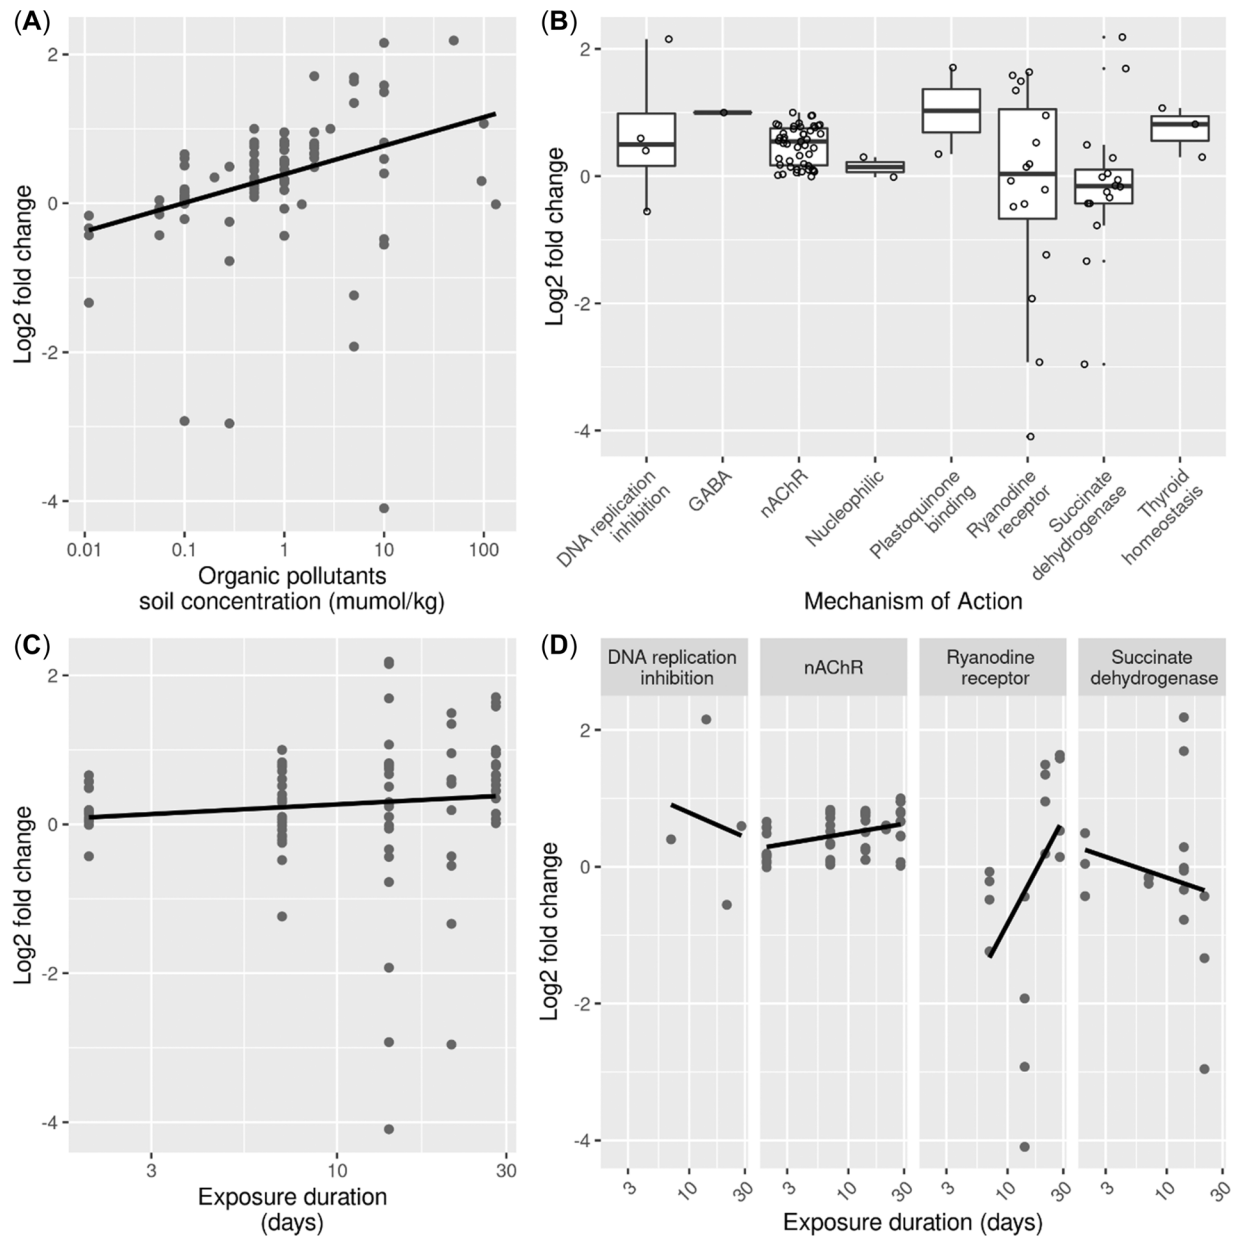 (A)
2
0
-2
-4
Log2 fold change
0.01 0.1 1 10 100
Organic pollutants
soil concentration (mumol/kg)
(B)
2
0
-2
-4
Log2 fold change
DNA replication
inhibition
GABA
nAChR
Nucleophilic
Plastoquinone
binding
Ryanodine
receptor
Succinate
dehydrogenase
Thyroid
homeostasis
Mechanism of Action
(C)
2
0
-2
-4
Log2 fold change
3 10 30
Exposure duration
(days)
(D)
DNA replication
inhibition
nAChR
Ryanodine
receptor
Succinate
dehydrogenase
2
0
-2
-4
Log2 fold change
3 10 30 3 10 30 3 10 30 3 10 30
Exposure duration (days)